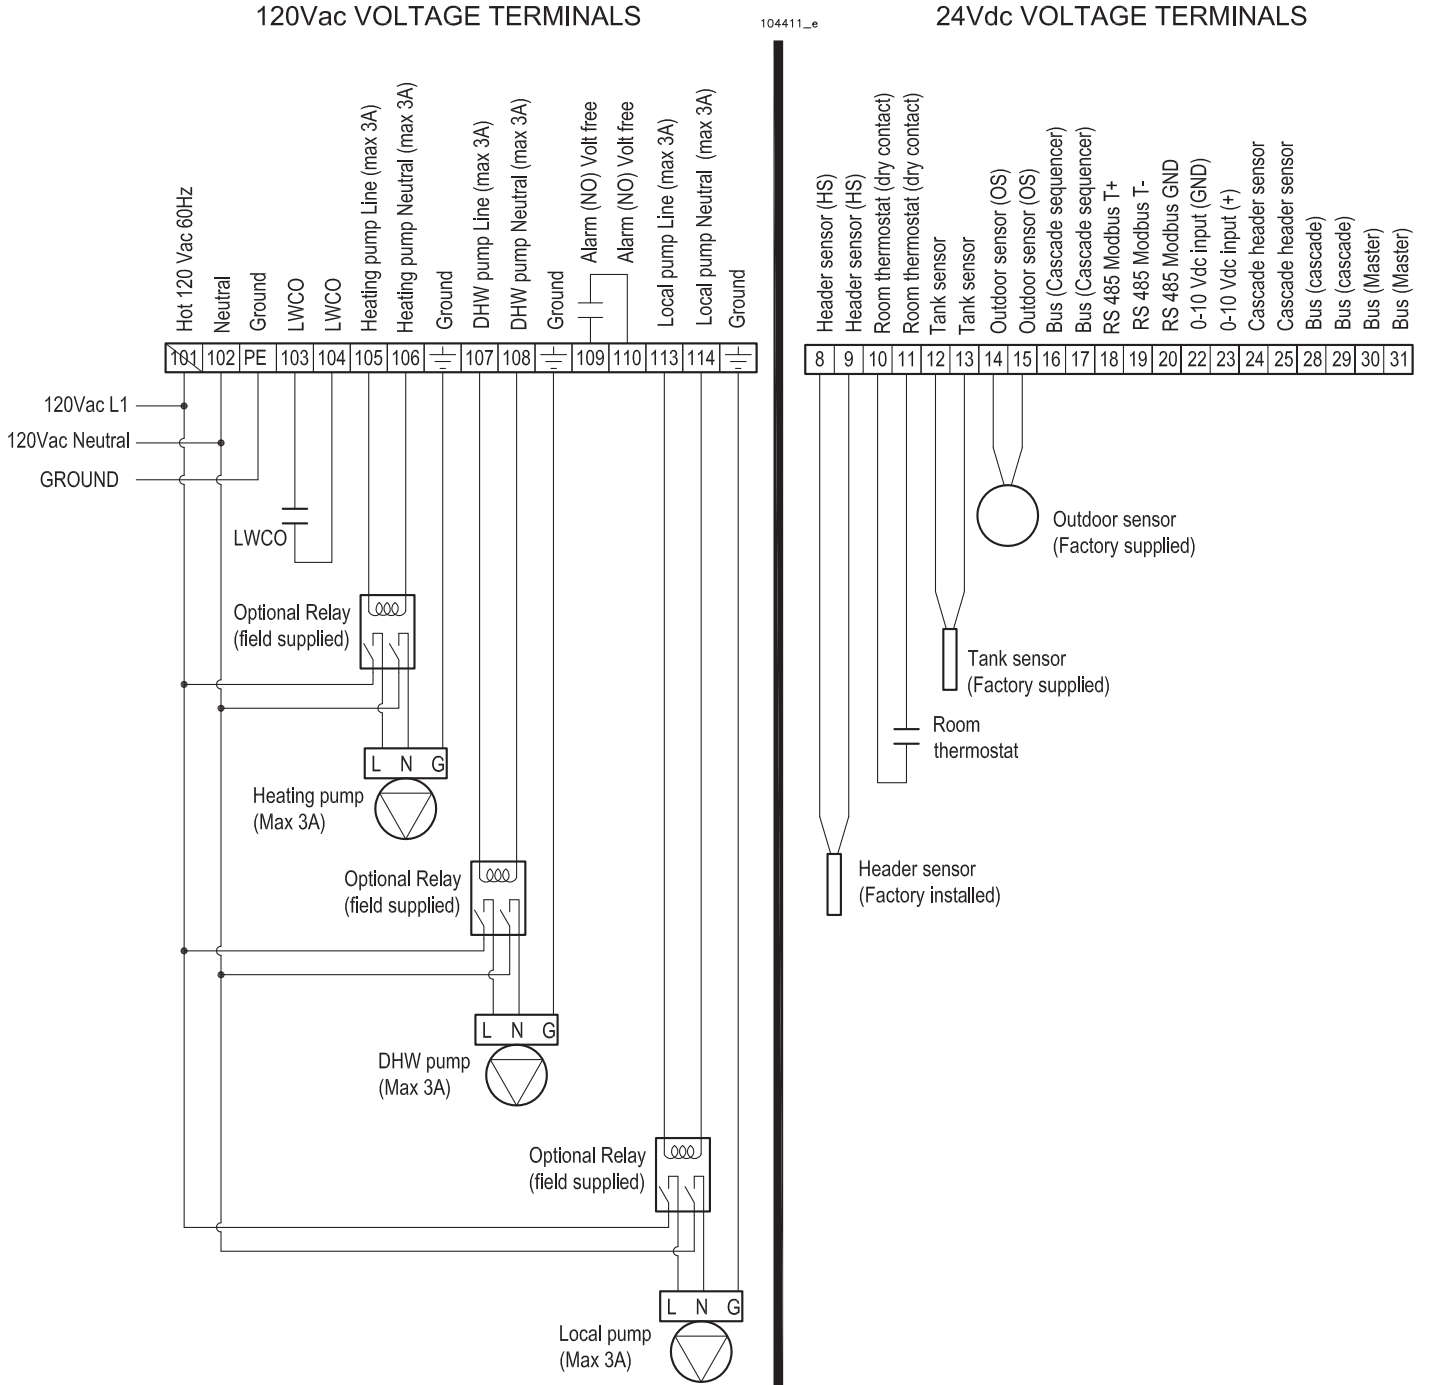 120Vac VOLTAGE TERMINALS
104411_e
24Vdc VOLTAGE TERMINALS
Hot 120 Vac 60Hz
Neutral
Ground
LWCO
LWCO
Heating pump Line (max 3A)
Heating pump Neutral (max 3A)
Ground
DHW pump Line (max 3A)
DHW pump Neutral (max 3A)
Ground
Alarm (NO) Volt free
Alarm (NO) Volt free
Local pump Line (max 3A)
Local pump Neutral (max 3A)
Ground
101 102 PE 103 104 105 106 107 108 109 110 113 114
Header sensor (HS)
Header sensor (HS)
Room thermostat (dry contact)
Room thermostat (dry contact)
Tank sensor
Tank sensor
Outdoor sensor (OS)
Outdoor sensor (OS)
Bus (Cascade sequencer)
Bus (Cascade sequencer)
RS 485 Modbus T+
RS 485 Modbus T-
RS 485 Modbus GND
0-10 Vdc input (GND)
0-10 Vdc input (+)
Cascade header sensor
Cascade header sensor
Bus (cascade)
Bus (cascade)
Bus (Master)
Bus (Master)
8 9 10 11 12 13 14 15 16 17 18 19 20 22 23 24 25 28 29 30 31
120Vac L1
120Vac Neutral
GROUND
LWCO
Optional Relay
(field supplied)
L N G
Heating pump
(Max 3A)
Optional Relay
(field supplied)
L N G
DHW pump
(Max 3A)
Optional Relay
(field supplied)
L N G
Local pump
(Max 3A)
Outdoor sensor
(Factory supplied)
Tank sensor
(Factory supplied)
Room
thermostat
Header sensor
(Factory installed)